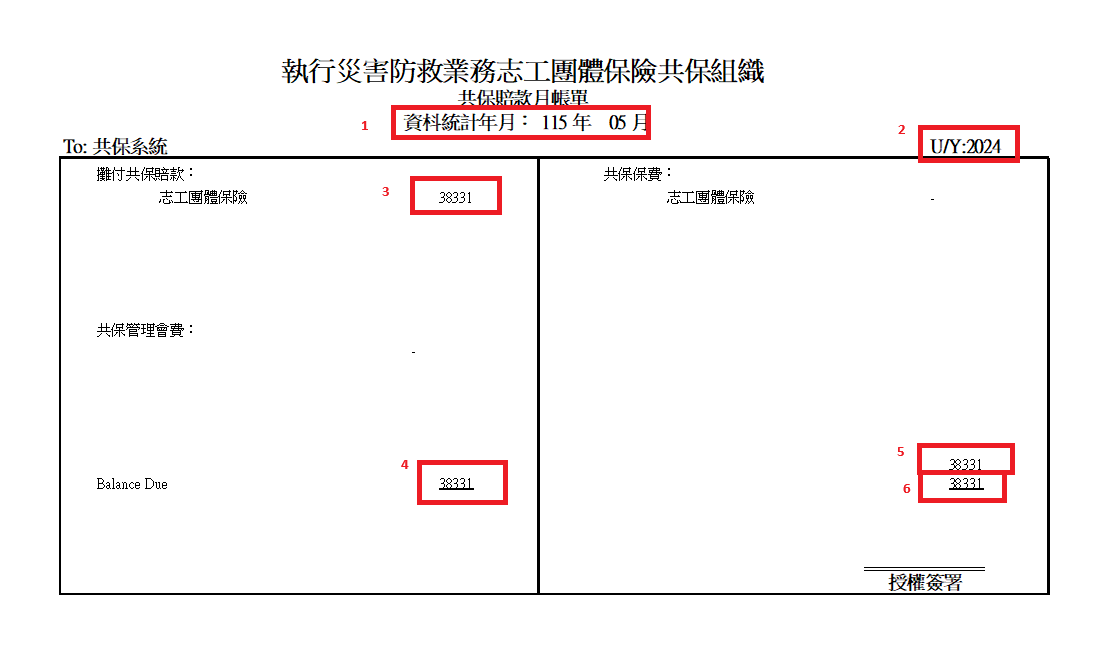 執行災害防救業務志工團體保險共保組織
共保賠款月帳單
1 資料統計年月： 115 年 05 月
2
To: 共保系統 U/Y:2024
攤付共保賠款： 共保保費：
3
志工團體保險 38331 志工團體保險 -
共保管理會費：
-
5
38331
4
Balance Due 38331 6 38331
授權簽署